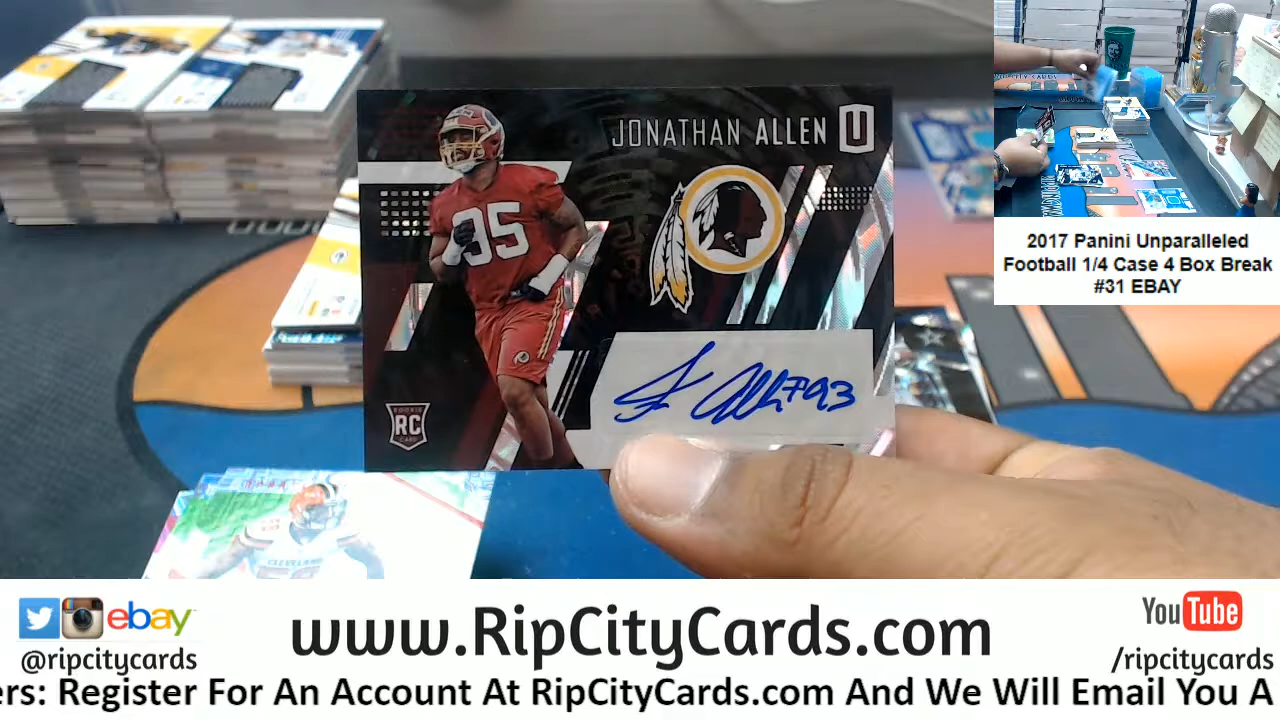 JONATHAN ALLEN U
95
ROOKIE
RC
CARD
#93
CLEVELAND
2017 Panini Unparalleled
Football 1/4 Case 4 Box Break
#31 EBAY
ebay
@ripcitycards
www.RipCityCards.com
YouTube
/ripcitycards
ers: Register For An Account At RipCityCards.com And We Will Email You A